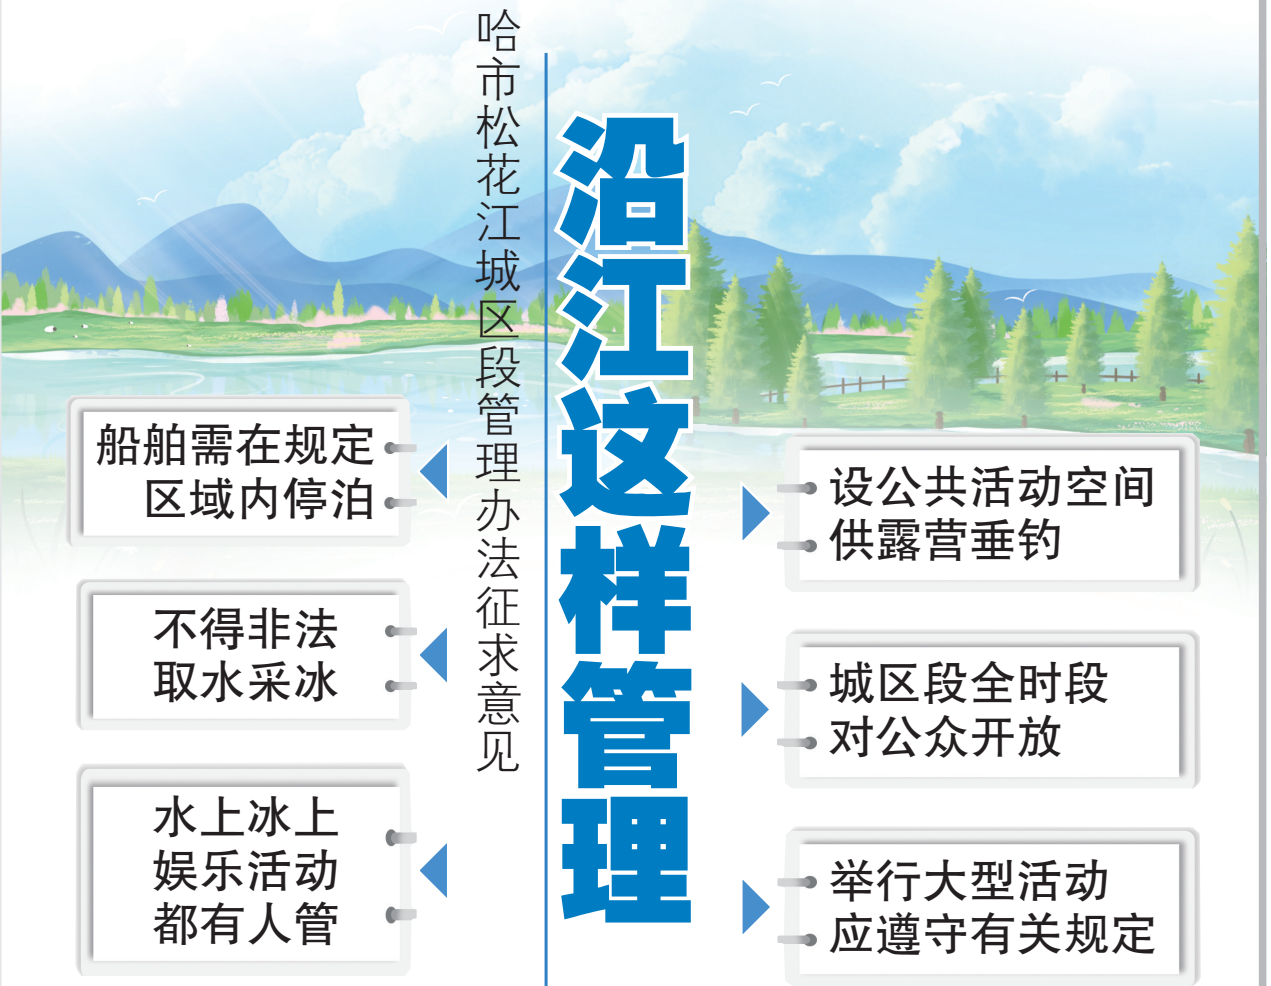 哈市松花江城区段管理办法征求意见
沿江这样管理
船舶需在规定
区域内停泊
不得非法
取水采冰
水上冰上
娱乐活动
都有人管
设公共活动空间
供露营垂钓
城区段全时段
对公众开放
举行大型活动
应遵守有关规定